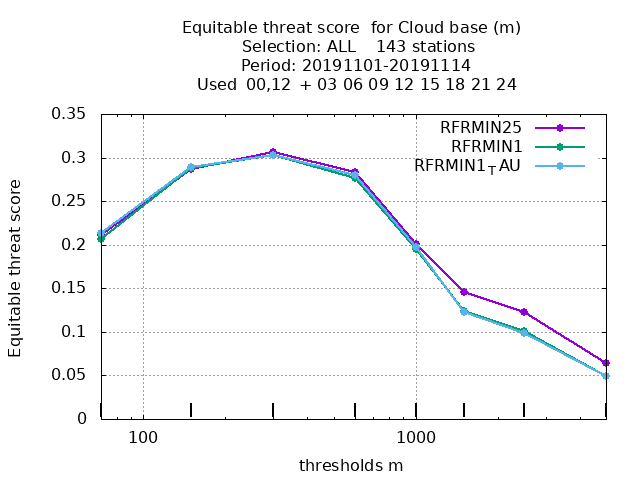 Equitable threat score for Cloud base (m)
Selection: ALL 143 stations
Period: 20191101-20191114
Used 00,12 + 03 06 09 12 15 18 21 24
RFRMIN25
RFRMIN1
RFRMIN1TAU
Equitable threat score
0.35
0.3
0.25
0.2
0.15
0.1
0.05
0
100
1000
thresholds m